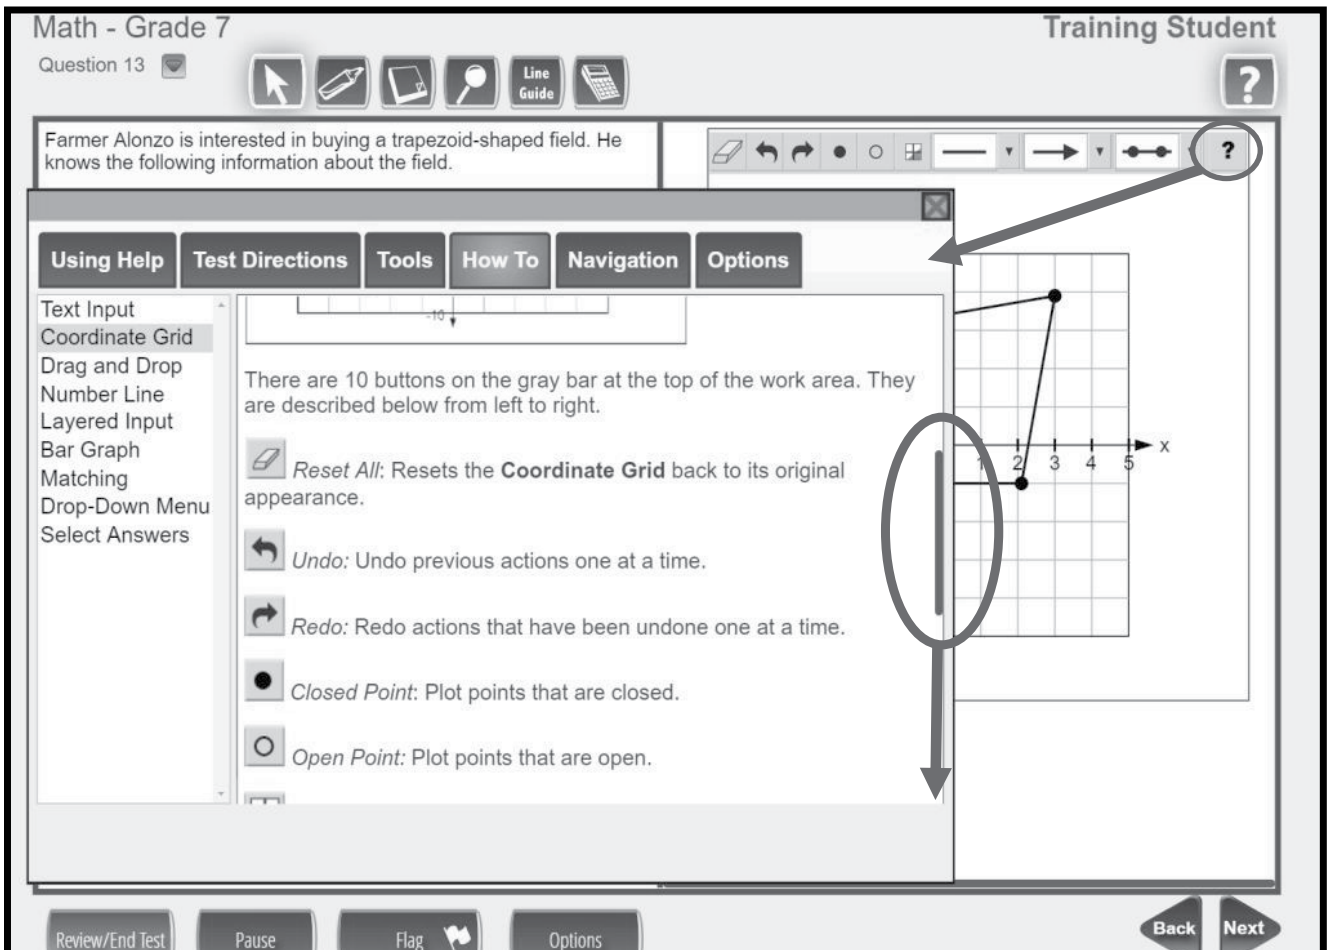 Math - Grade 7
Training Student
Question 13
Line
Guide
?
Farmer Alonzo is interested in buying a trapezoid-shaped field. He
knows the following information about the field.
?
Using Help
Test Directions
Tools
How To
Navigation
Options
Text Input
Coordinate Grid
Drag and Drop
Number Line
Layered Input
Bar Graph
Matching
Drop-Down Menu
Select Answers
-10
There are 10 buttons on the gray bar at the top of the work area. They
are described below from left to right.
Reset All: Resets the Coordinate Grid back to its original
appearance.
Undo: Undo previous actions one at a time.
Redo: Redo actions that have been undone one at a time.
Closed Point: Plot points that are closed.
Open Point: Plot points that are open.
1 2 3 4 5 x
Review/End Test
Pause
Flag
Options
Back
Next